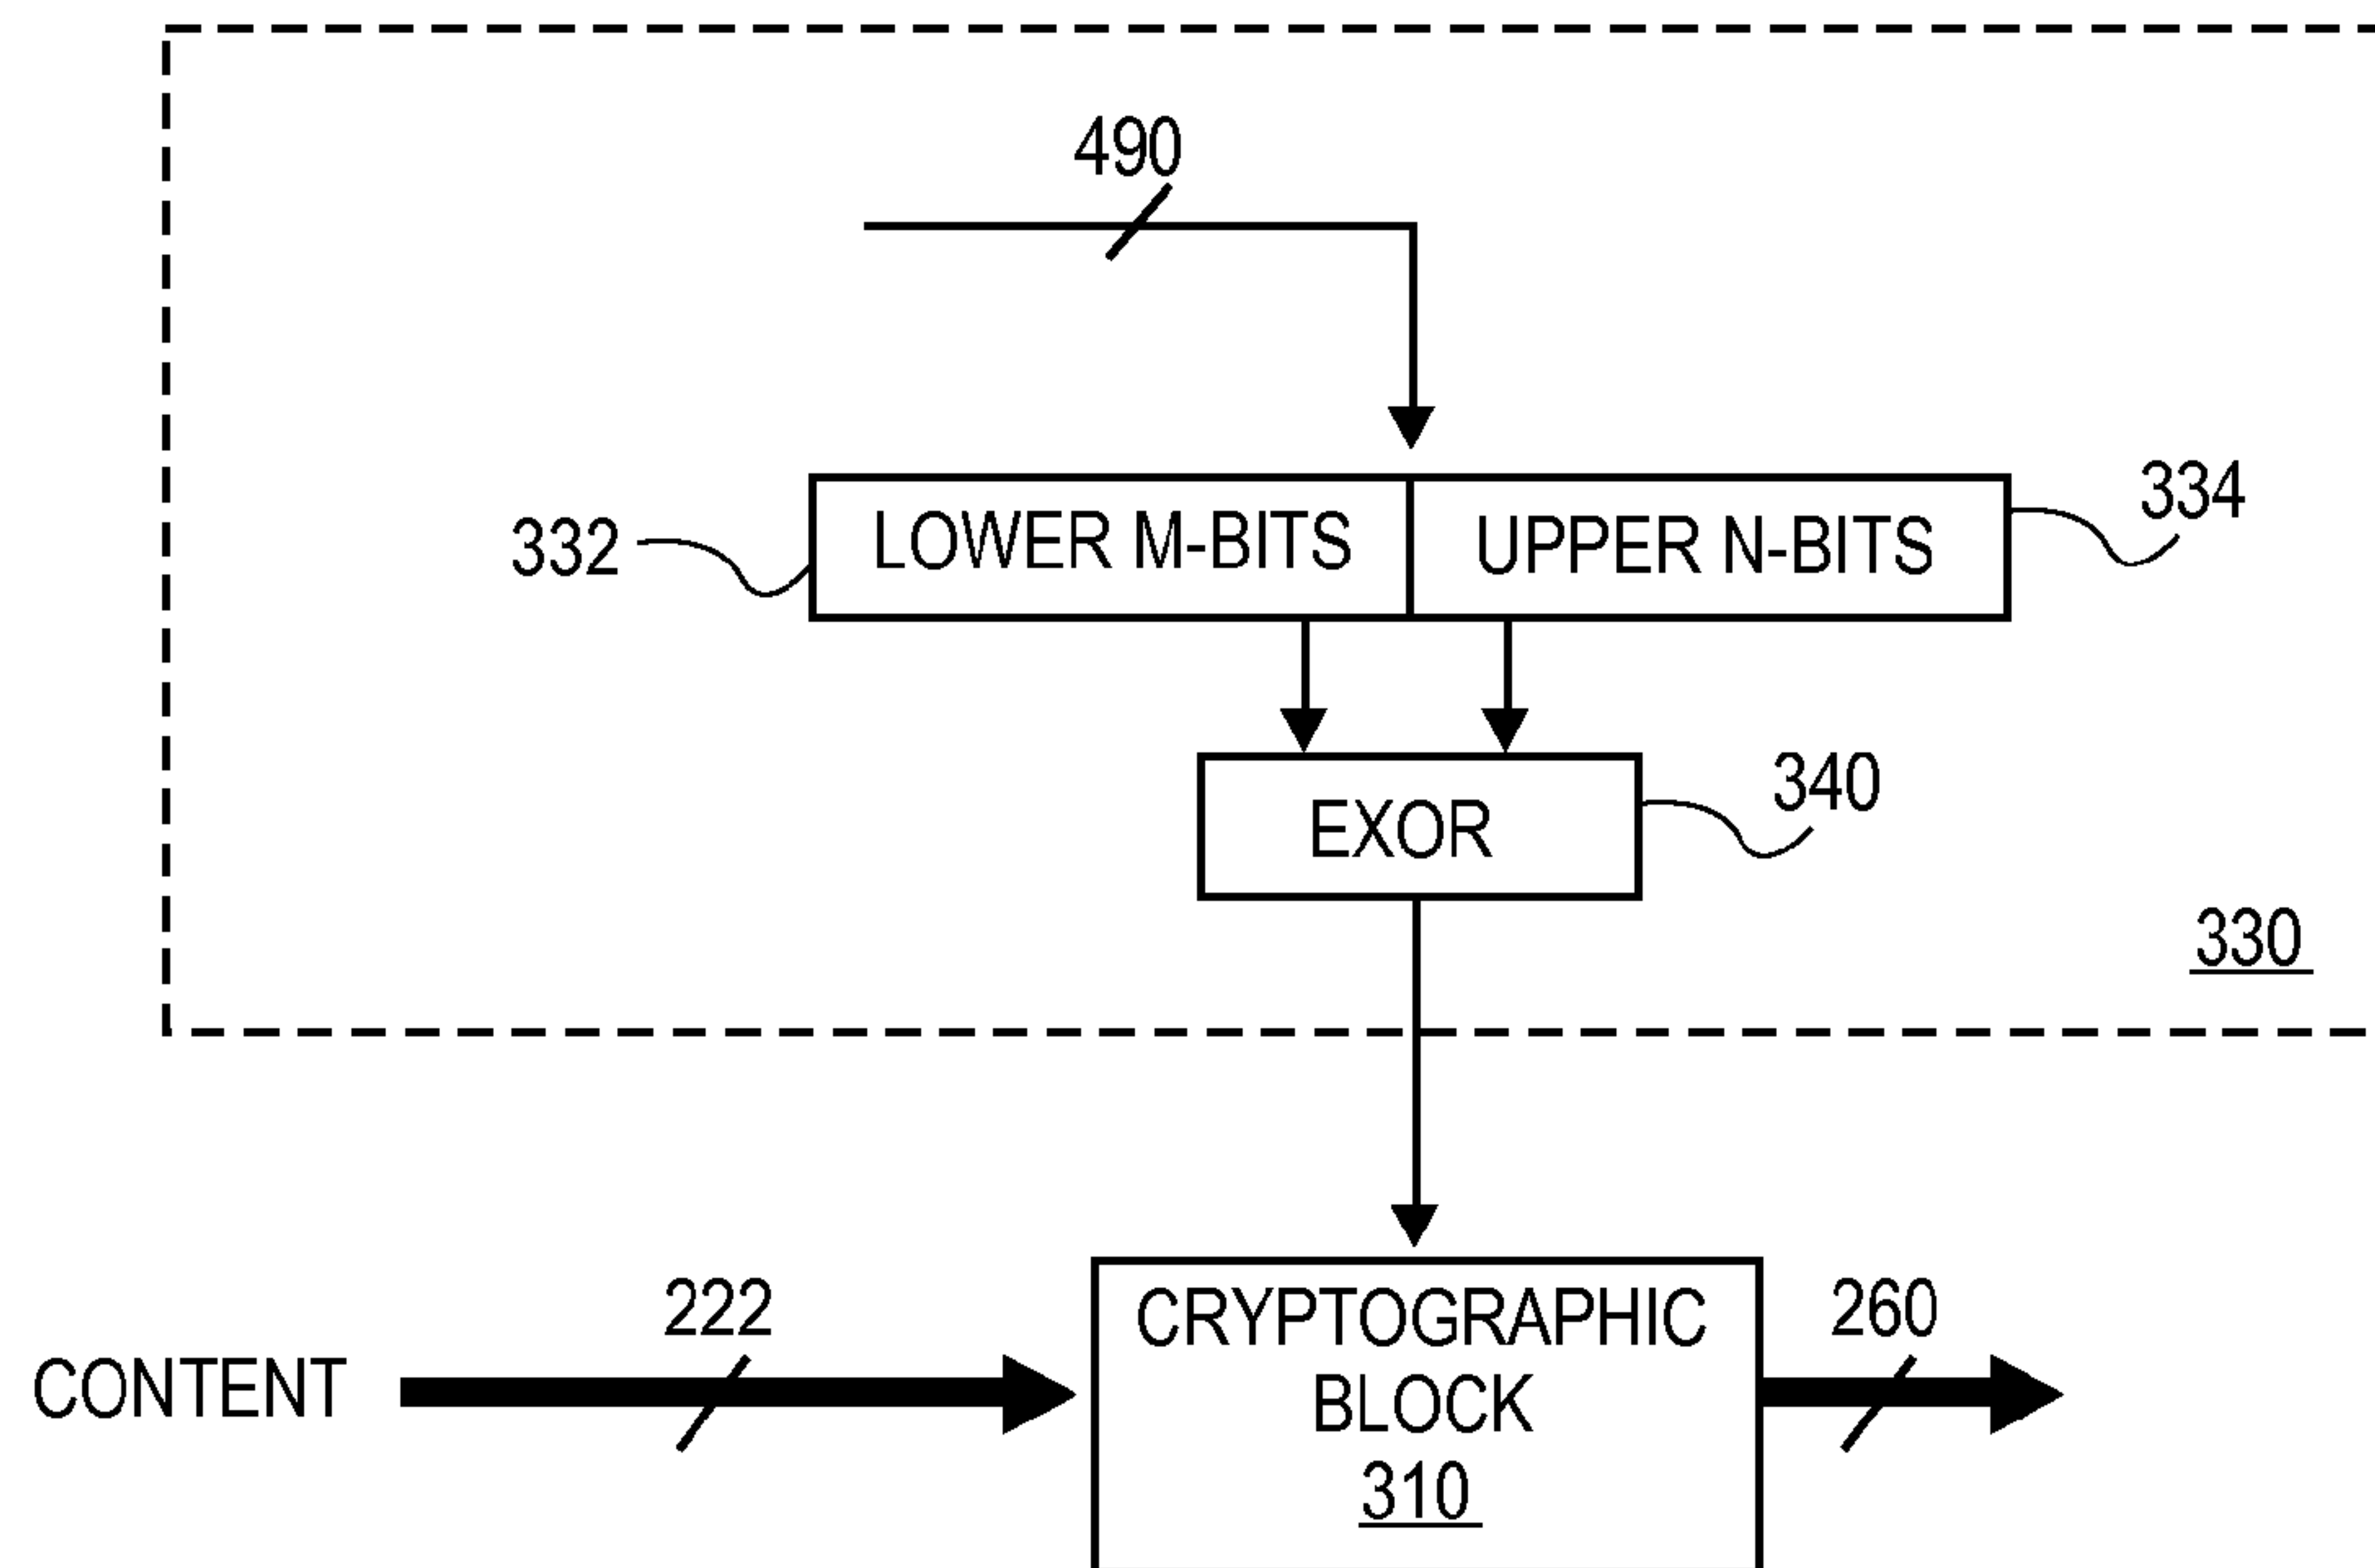 490
332
LOWER M-BITS
UPPER N-BITS
334
EXOR
340
330
CONTENT
222
CRYPTOGRAPHIC
BLOCK
310
260